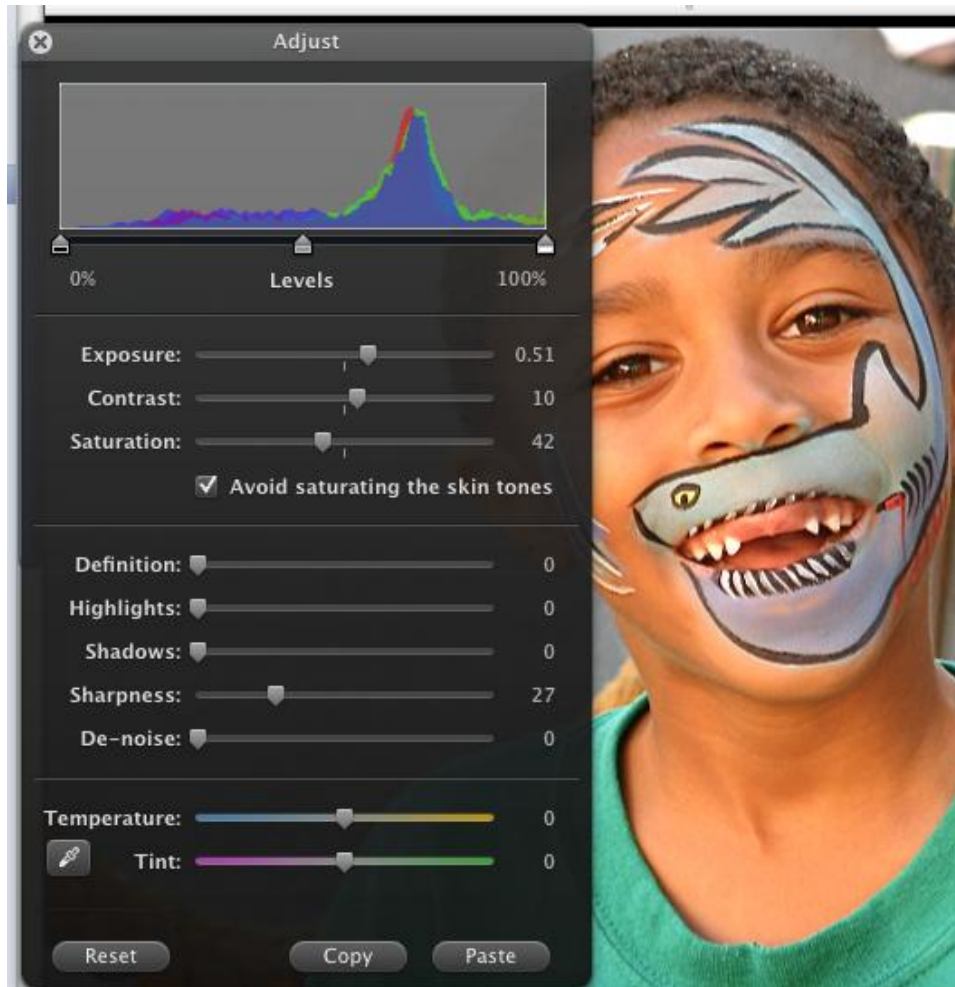 Adjust
0% Levels 100%
Exposure: 0.51
Contrast: 10
Saturation: 42
Avoid saturating the skin tones
Definition: 0
Highlights: 0
Shadows: 0
Sharpness: 27
De-noise: 0
Temperature: 0
Tint: 0
Reset Copy Paste